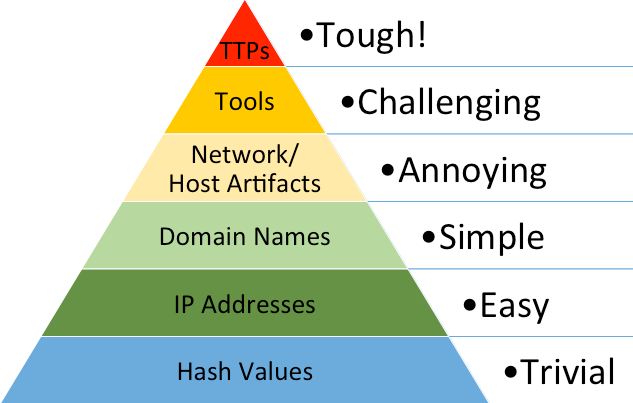 TTPs
•Tough!
Tools
•Challenging
Network/
Host Artifacts
•Annoying
Domain Names
•Simple
IP Addresses
•Easy
Hash Values
•Trivial